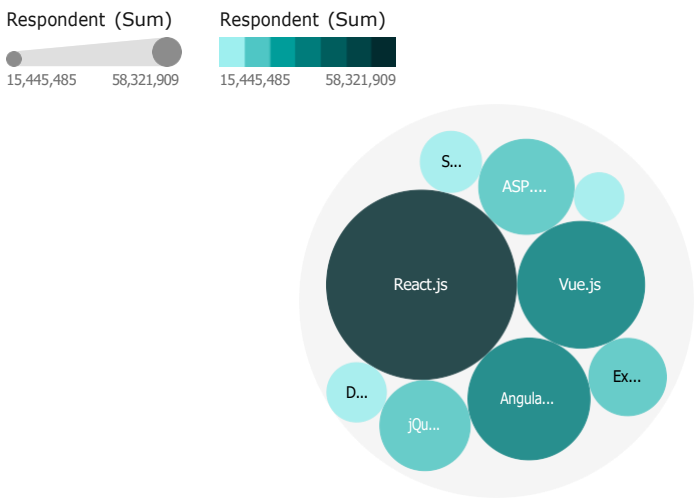 Respondent (Sum)
15,445,485 58,321,909
Respondent (Sum)
15,445,485 58,321,909
S...
ASP....
React.js
Vue.js
Ex...
D...
Angula...
jQu...